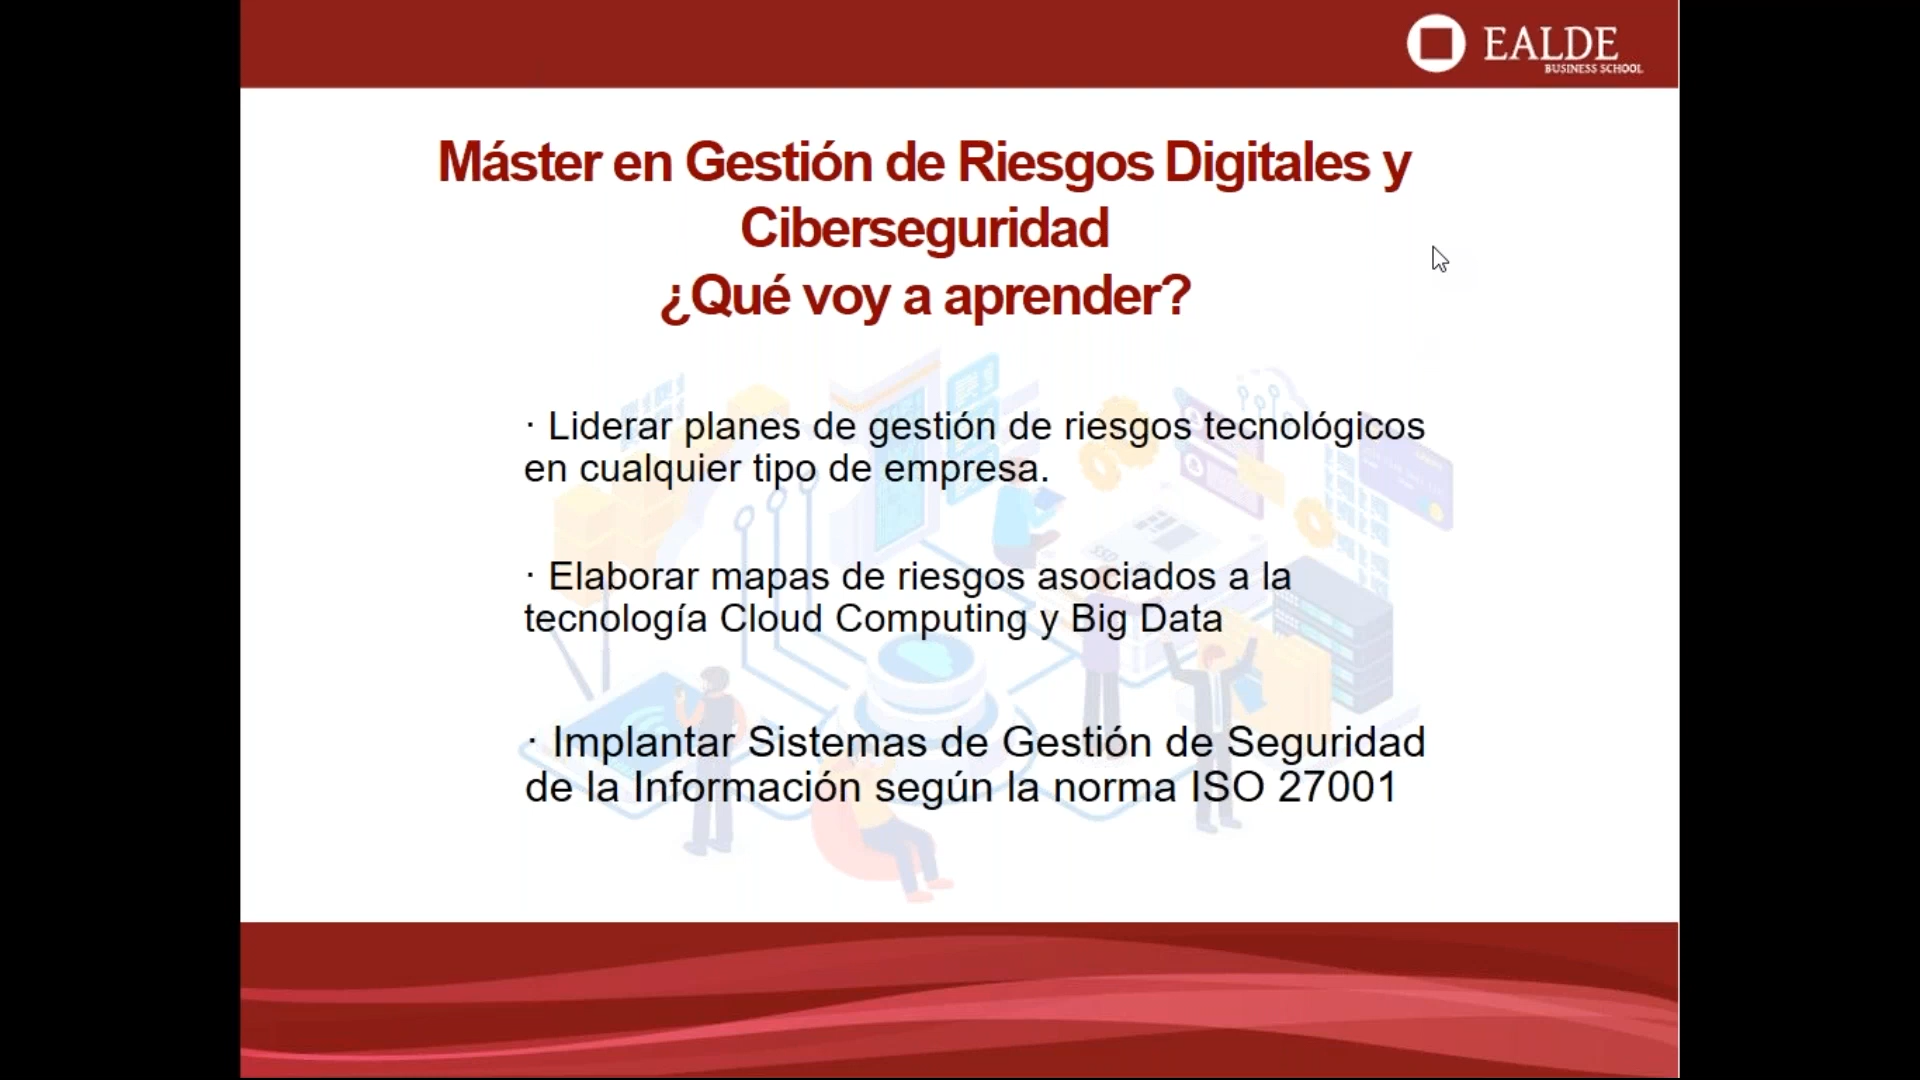 EALDE
BUSINESS SCHOOL
Máster en Gestión de Riesgos Digitales y
Ciberseguridad
¿Qué voy a aprender?
· Liderar planes de gestión de riesgos tecnológicos
en cualquier tipo de empresa.
· Elaborar mapas de riesgos asociados a la
tecnología Cloud Computing y Big Data
· Implantar Sistemas de Gestión de Seguridad
de la Información según la norma ISO 27001
SSD